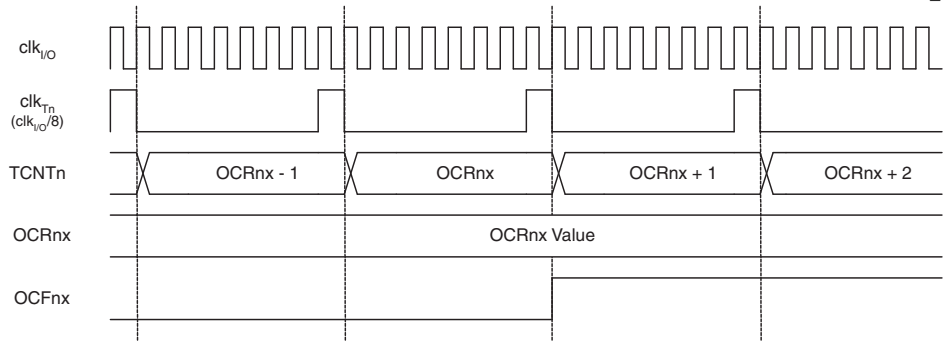 clkI/O
clkTn
(clkI/O/8)
TCNTn OCRnx - 1 OCRnx OCRnx + 1 OCRnx + 2
OCRnx OCRnx Value
OCFnx